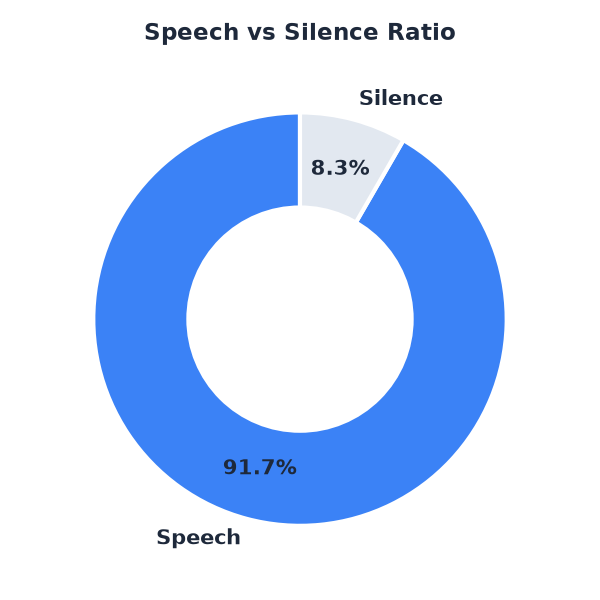 Speech vs Silence Ratio
Silence
8.3%
91.7%
Speech